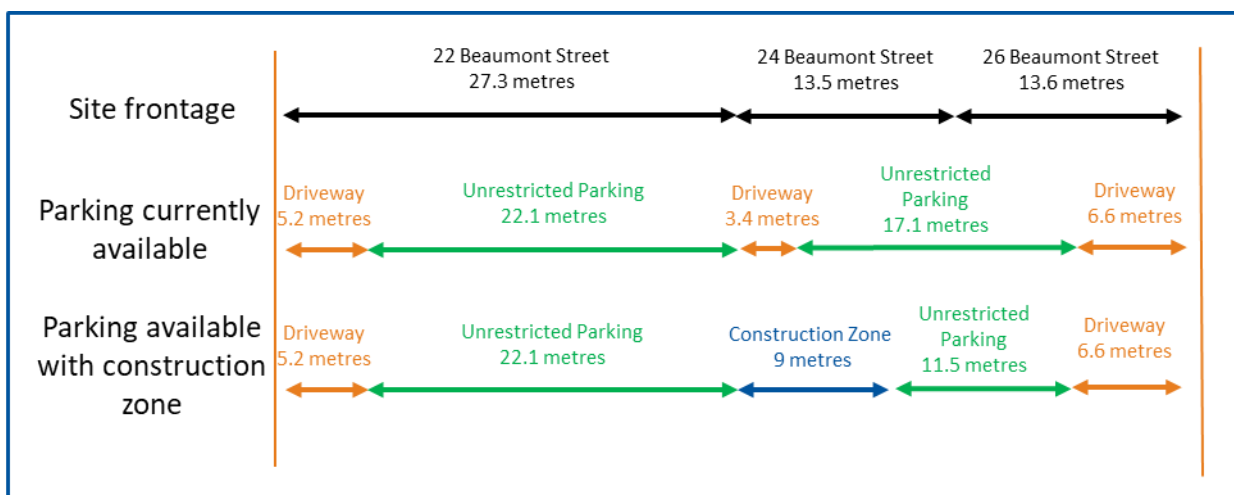 22 Beaumont Street
27.3 metres
24 Beaumont Street
13.5 metres
26 Beaumont Street
13.6 metres
Site frontage
Parking currently
available
Driveway
5.2 metres
Unrestricted Parking
22.1 metres
Driveway
3.4 metres
Unrestricted
Parking
17.1 metres
Driveway
6.6 metres
Parking available
with construction
zone
Driveway
5.2 metres
Unrestricted Parking
22.1 metres
Construction Zone
9 metres
Unrestricted
Parking
11.5 metres
Driveway
6.6 metres